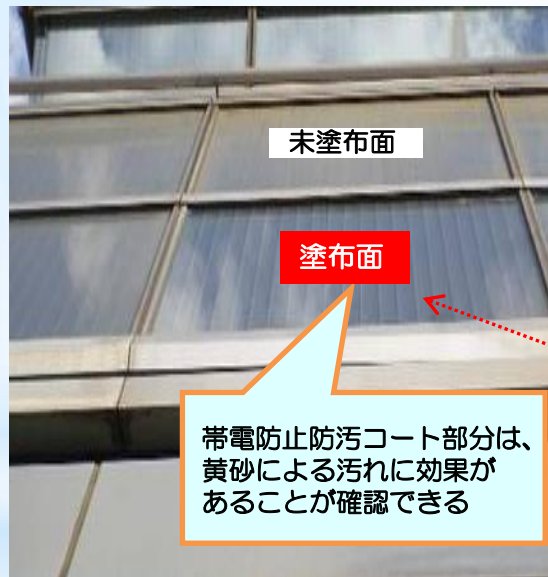 未塗布面
塗布面
帯電防止防汚コート部分は、
黄砂による汚れに効果が
あることが確認できる